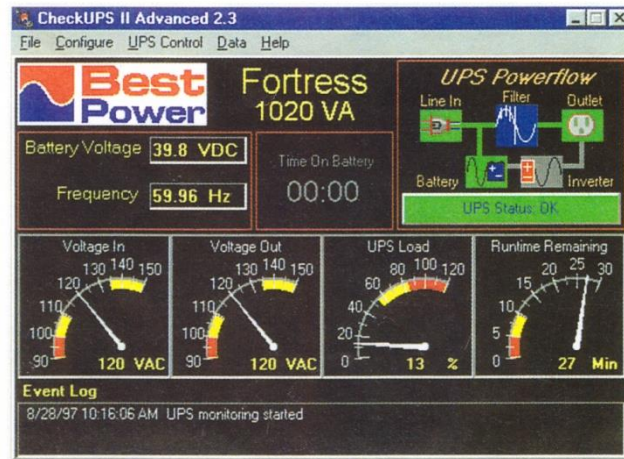 CheckUPS II Advanced 2.3
File Configure UPS Control Data Help
Best Power
Fortress
1020 VA
UPS Powerflow
Line In Filter Outlet
Battery Inverter
UPS Status: OK
Battery Voltage 39.8 VDC
Frequency 59.96 Hz
Time On Battery
00:00
Voltage In
90 100 110 120 130 140 150
120 VAC
Voltage Out
90 100 110 120 130 140 150
120 VAC
UPS Load
0 20 40 60 80 100 120
13 %
Runtime Remaining
0 5 10 15 20 25 30
27 Min
Event Log
8/28/97 10:16:06 AM UPS monitoring started